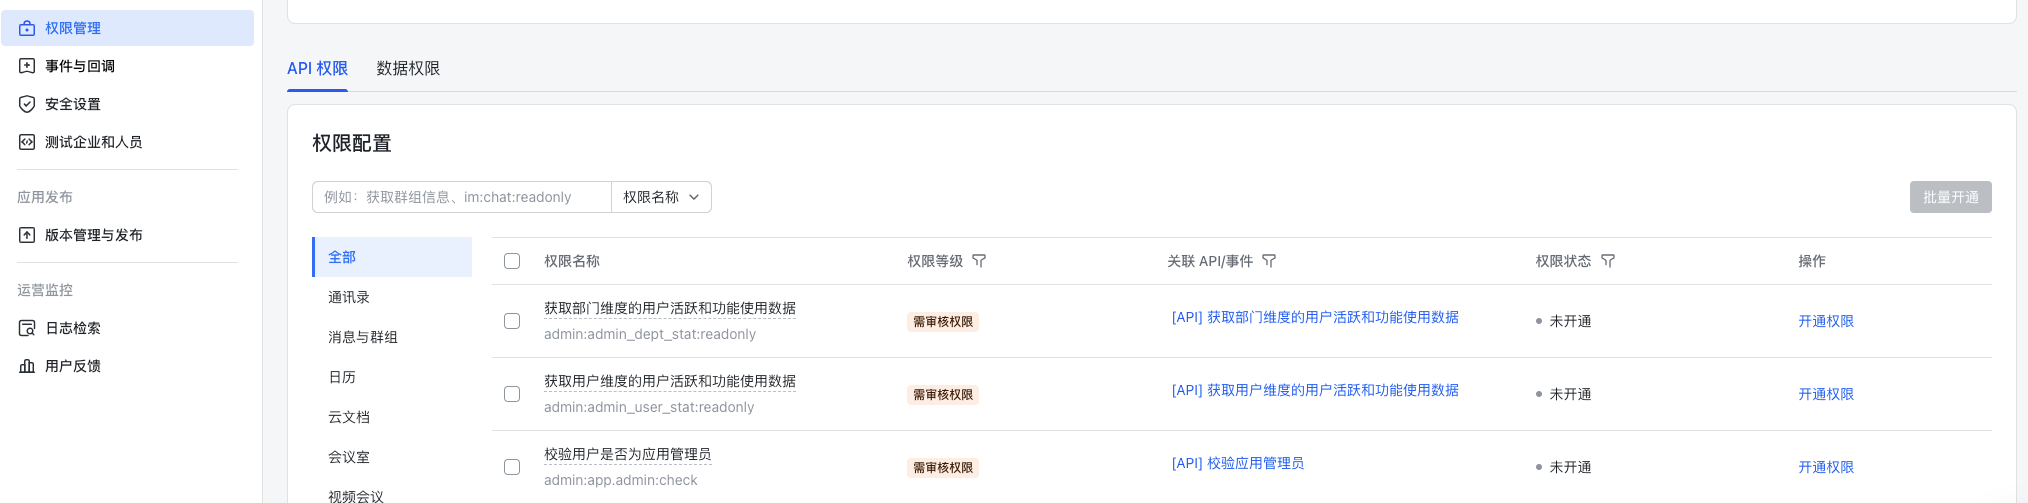 权限管理
事件与回调
安全设置
测试企业和人员
应用发布
版本管理与发布
运营监控
日志检索
用户反馈
API 权限 数据权限
权限配置
例如：获取群组信息、im:chat:readonly 权限名称 批量开通
全部
通讯录
消息与群组
日历
云文档
会议室
视频会议
权限名称 权限等级 关联 API/事件 权限状态 操作
获取部门维度的用户活跃和功能使用数据
admin:admin_dept_stat:readonly
需审核权限 [API] 获取部门维度的用户活跃和功能使用数据 未开通 开通权限
获取用户维度的用户活跃和功能使用数据
admin:admin_user_stat:readonly
需审核权限 [API] 获取用户维度的用户活跃和功能使用数据 未开通 开通权限
校验用户是否为应用管理员
admin:app.admin:check
需审核权限 [API] 校验应用管理员 未开通 开通权限